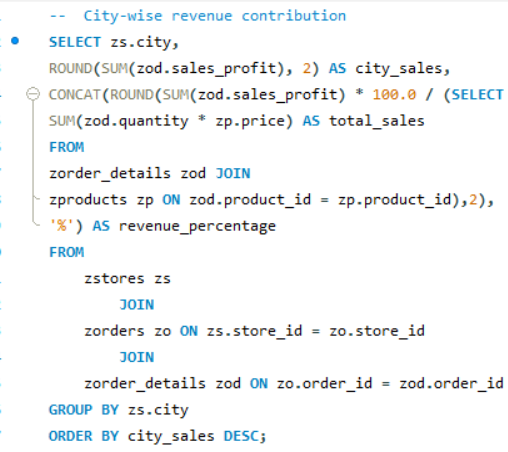 -- City-wise revenue contribution
SELECT zs.city,
ROUND(SUM(zod.sales_profit), 2) AS city_sales,
CONCAT(ROUND(SUM(zod.sales_profit) * 100.0 / (SELECT
SUM(zod.quantity * zp.price) AS total_sales
FROM
zorder_details zod JOIN
zproducts zp ON zod.product_id = zp.product_id),2),
'%') AS revenue_percentage
FROM
zstores zs
JOIN
zorders zo ON zs.store_id = zo.store_id
JOIN
zorder_details zod ON zo.order_id = zod.order_id
GROUP BY zs.city
ORDER BY city_sales DESC;